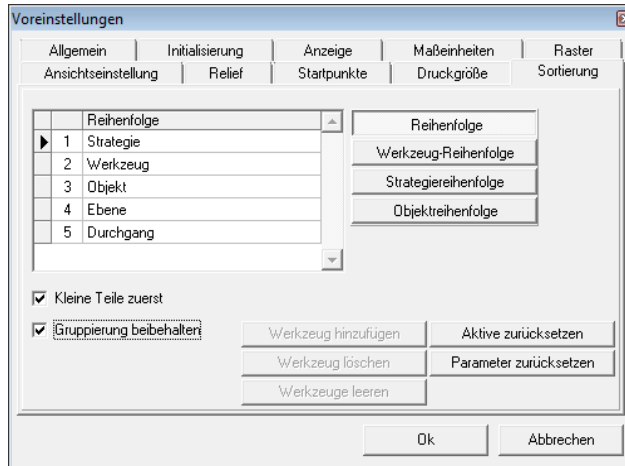 Voreinstellungen
Allgemein Initialisierung Anzeige Maßeinheiten Raster
Ansichtseinstellung Relief Startpunkte Druckgröße Sortierung
Reihenfolge
1 Strategie
2 Werkzeug
3 Objekt
4 Ebene
5 Durchgang
Reihenfolge
Werkzeug-Reihenfolge
Strategiereihenfolge
Objektreihenfolge
Kleine Teile zuerst
Gruppierung beibehalten
Werkzeug hinzufügen Aktive zurücksetzen
Werkzeug löschen Parameter zurücksetzen
Werkzeuge leeren
Ok Abbrechen